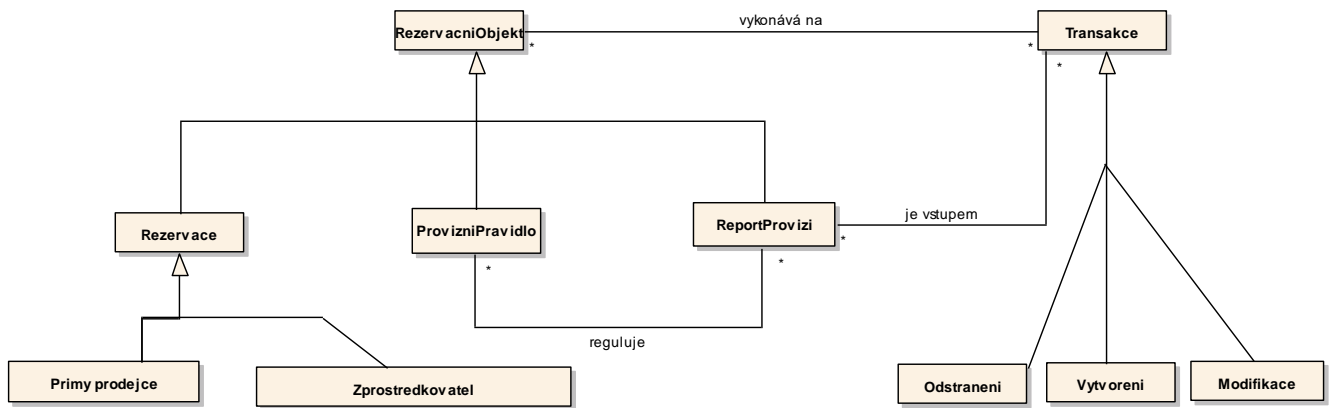 RezervacniObjekt
*
vykonává na
*
Transakce
*
Rezervace
ProvizniPravidlo
*
ReportProvizi
*
*
je vstupem
reguluje
Primy prodejce
Zprostredkovatel
Odstraneni
Vytvoreni
Modifikace